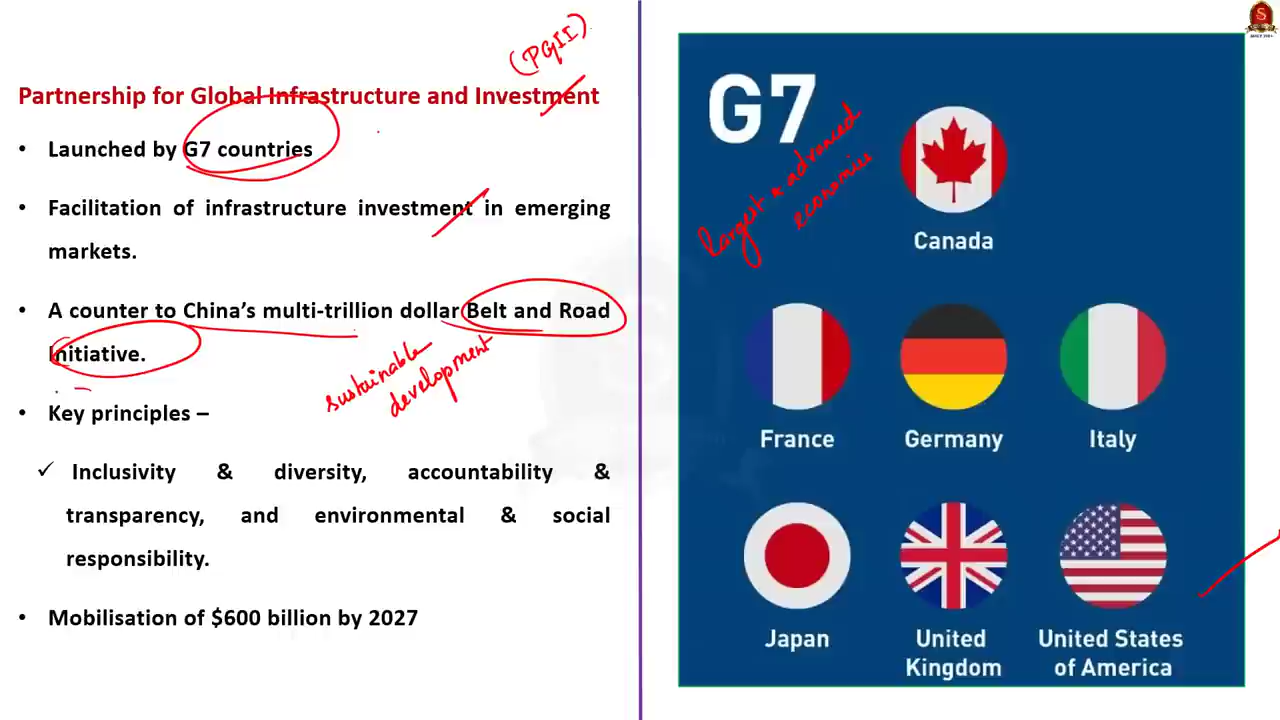 (PGII)
Partnership for Global Infrastructure and Investment
• Launched by G7 countries
• Facilitation of infrastructure investment in emerging
markets.
• A counter to China's multi-trillion dollar Belt and Road
Initiative.
sustainable
development
• Key principles –
✓ Inclusivity & diversity, accountability &
transparency, and environmental & social
responsibility.
• Mobilisation of $600 billion by 2027
G7
largest & advanced
economies
Canada
France
Germany
Italy
Japan
United
Kingdom
United States
of America